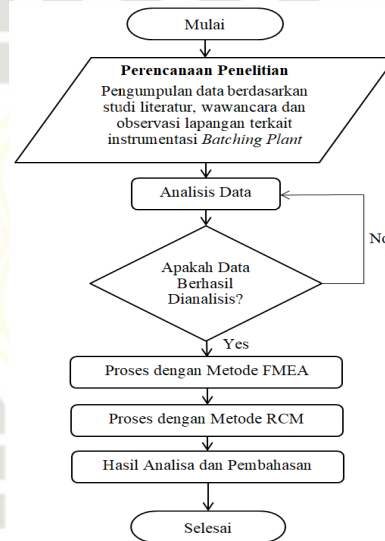 Mulai
Perencanaan Penelitian
Pengumpulan data berdasarkan
studi literatur, wawancara dan
observasi lapangan terkait
instrumentasi Batching Plant
Analisis Data
No
Apakah Data
Berhasil
Dianalisis?
Yes
Proses dengan Metode FMEA
Proses dengan Metode RCM
Hasil Analisa dan Pembahasan
Selesai